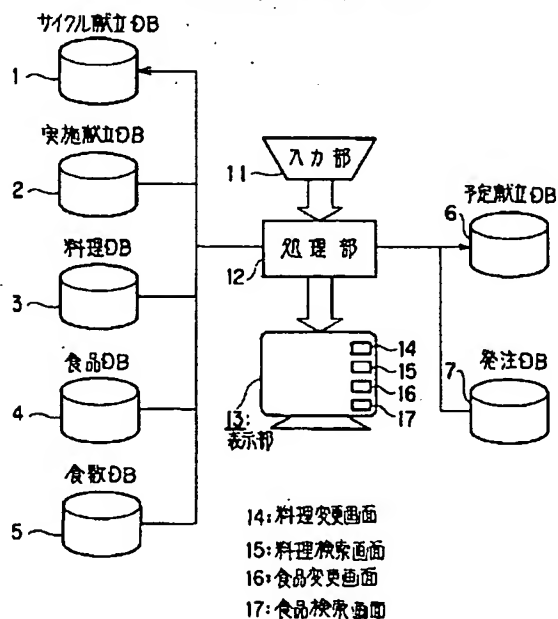 サイクル献立DB
1
実施献立DB
2
料理DB
3
食品DB
4
食数DB
5
入力部
11
処理部
12
14
15
16
17
13:
表示部
予定献立DB
6
発注DB
7
14:料理変更画面
15:料理検索画面
16:食品変更画面
17:食品検索画面